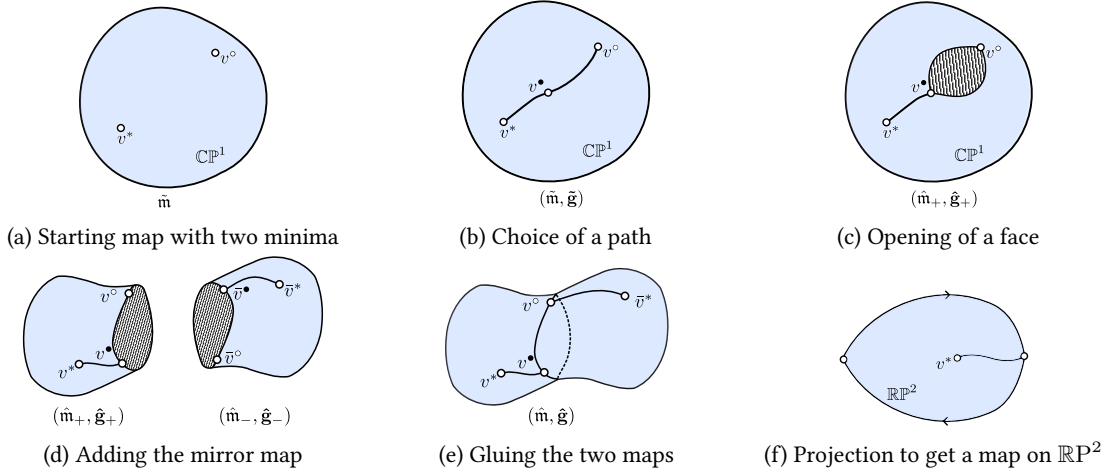 v°
v*
ℂℙ¹
𝔪̃
(a) Starting map with two minima
v°
v•
v*
ℂℙ¹
(𝔪̃, 𝖌̃)
(b) Choice of a path
v°
v•
v*
ℂℙ¹
(𝔪̂₊, 𝖌̂₊)
(c) Opening of a face
v°
v•
v*
(𝔪̂₊, 𝖌̂₊)
v̅•
v̅*
v̅°
(𝔪̂₋, 𝖌̂₋)
(d) Adding the mirror map
v°
v̅*
v•
v*
(𝔪̂, 𝖌̂)
(e) Gluing the two maps
v*
ℝℙ²
(f) Projection to get a map on ℝP²